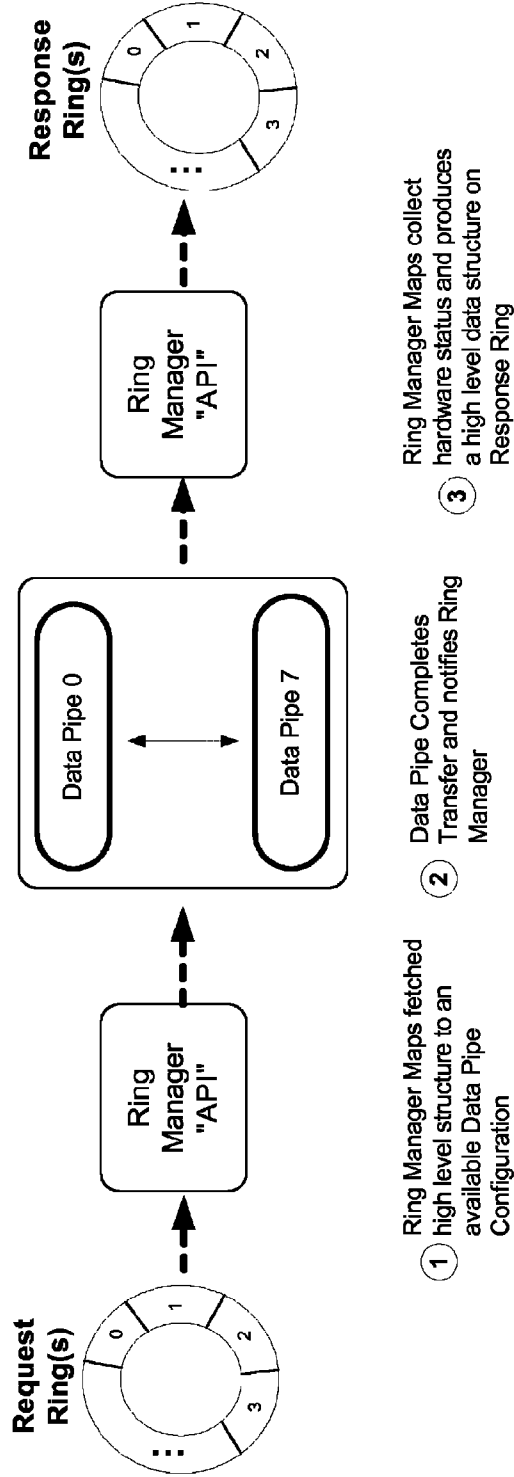 Request
Ring(s)
0
1
2
3
...
Ring
Manager
"API"
Data Pipe 0
Data Pipe 7
Ring
Manager
"API"
Response
Ring(s)
0
1
2
3
...
1
Ring Manager Maps fetched
high level structure to an
available Data Pipe
Configuration
2
Data Pipe Completes
Transfer and notifies Ring
Manager
3
Ring Manager Maps collect
hardware status and produces
a high level data structure on
Response Ring